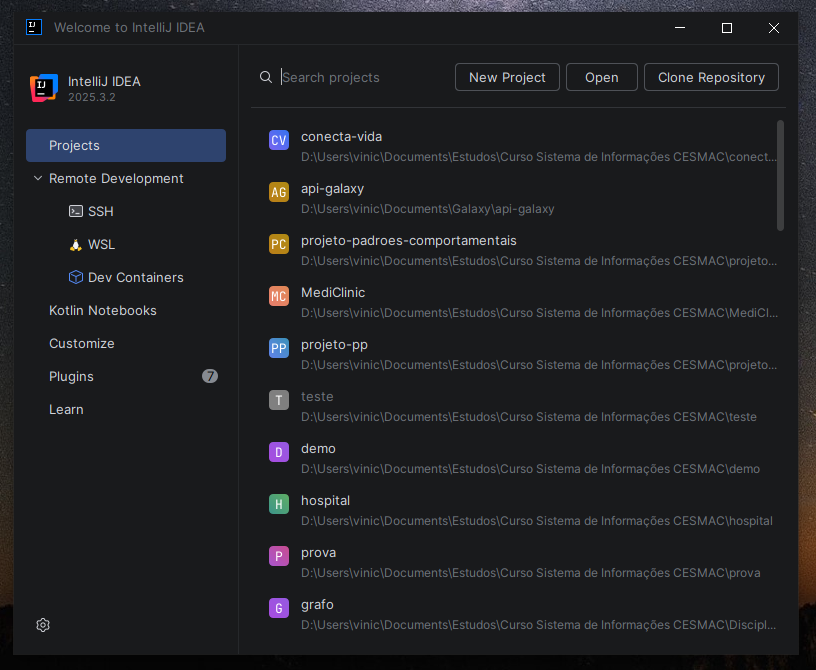 Welcome to IntelliJ IDEA
IntelliJ IDEA
2025.3.2
Projects
Remote Development
SSH
WSL
Dev Containers
Kotlin Notebooks
Customize
Plugins 7
Learn
Search projects
New Project
Open
Clone Repository
CV conecta-vida
D:\Users\vinic\Documents\Estudos\Curso Sistema de Informações CESMAC\conect...
AG api-galaxy
D:\Users\vinic\Documents\Galaxy\api-galaxy
PC projeto-padroes-comportamentais
D:\Users\vinic\Documents\Estudos\Curso Sistema de Informações CESMAC\projeto...
MC MediClinic
D:\Users\vinic\Documents\Estudos\Curso Sistema de Informações CESMAC\MediCl...
PP projeto-pp
D:\Users\vinic\Documents\Estudos\Curso Sistema de Informações CESMAC\projeto...
T teste
D:\Users\vinic\Documents\Estudos\Curso Sistema de Informações CESMAC\teste
D demo
D:\Users\vinic\Documents\Estudos\Curso Sistema de Informações CESMAC\demo
H hospital
D:\Users\vinic\Documents\Estudos\Curso Sistema de Informações CESMAC\hospital
P prova
D:\Users\vinic\Documents\Estudos\Curso Sistema de Informações CESMAC\prova
G grafo
D:\Users\vinic\Documents\Estudos\Curso Sistema de Informações CESMAC\Discipl...